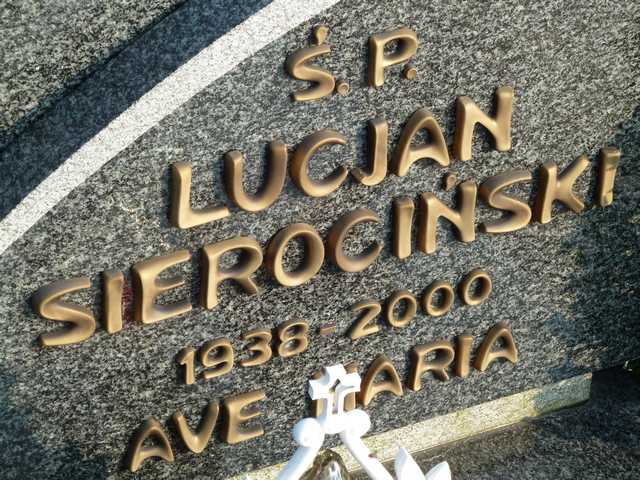 Ś. P.
LUCJAN
SIEROCIŃSKI
1938-2000
AVE MARIA